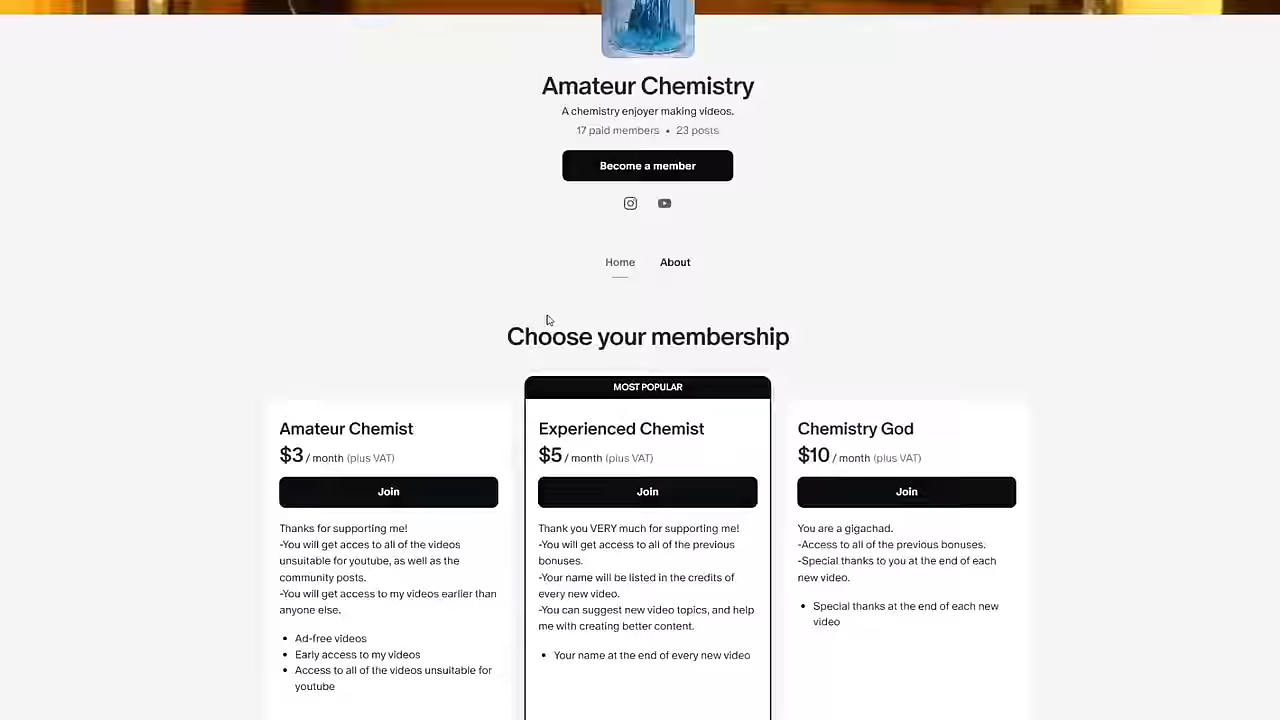 Amateur Chemistry
A chemistry enjoyer making videos.
17 paid members • 23 posts
Become a member
Home
About
Choose your membership
MOST POPULAR
Amateur Chemist
$3 / month (plus VAT)
Join
Thanks for supporting me!
-You will get acces to all of the videos
unsuitable for youtube, as well as the
community posts.
-You will get access to my videos earlier than
anyone else.
• Ad-free videos
• Early access to my videos
• Access to all of the videos unsuitable for
youtube
Experienced Chemist
$5 / month (plus VAT)
Join
Thank you VERY much for supporting me!
-You will get access to all of the previous
bonuses.
-Your name will be listed in the credits of
every new video.
-You can suggest new video topics, and help
me with creating better content.
• Your name at the end of every new video
Chemistry God
$10 / month (plus VAT)
Join
You are a gigachad.
-Access to all of the previous bonuses.
-Special thanks to you at the end of each
new video.
• Special thanks at the end of each new
video